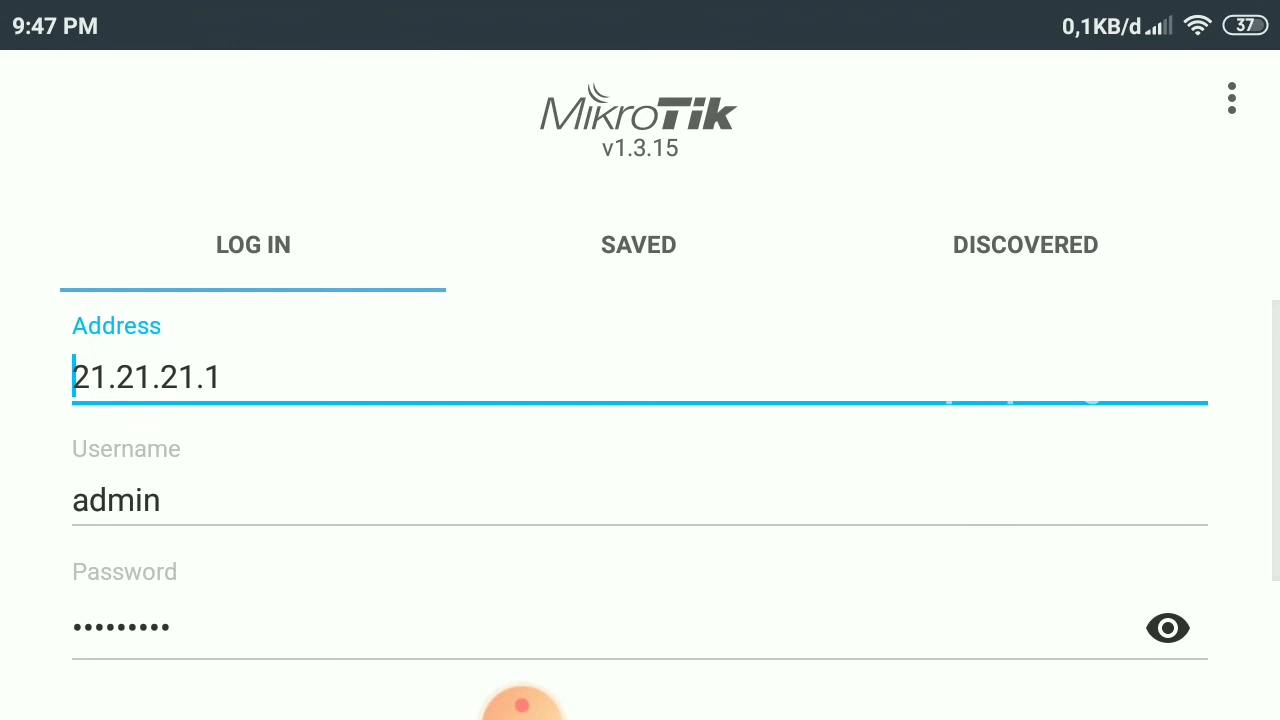 9:47 PM 0,1KB/d 37
MikroTik
v1.3.15
LOG IN SAVED DISCOVERED
Address
21.21.21.1
Username
admin
Password
•••••••••